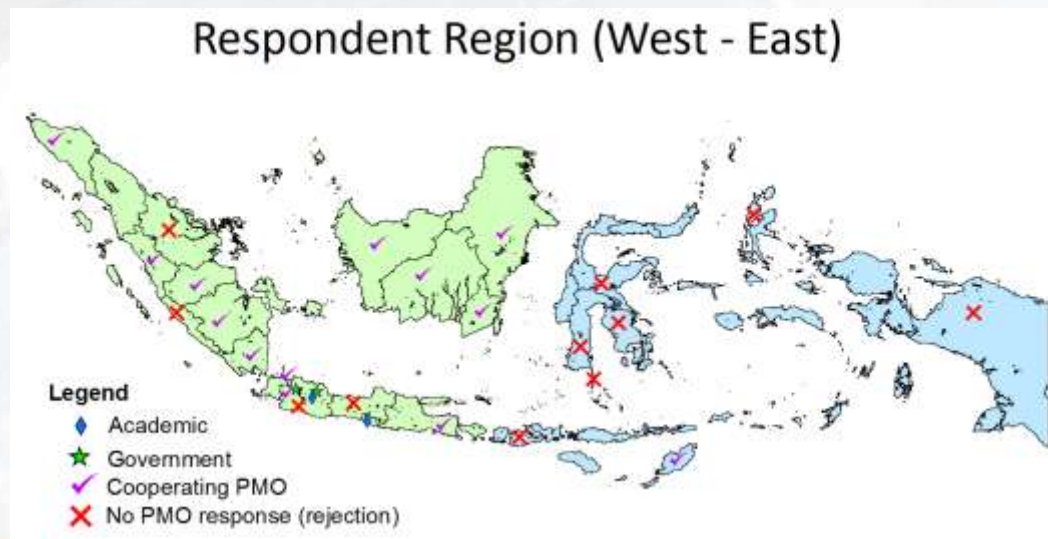 Respondent Region (West - East)
Legend
Academic
Government
Cooperating PMO
No PMO response (rejection)